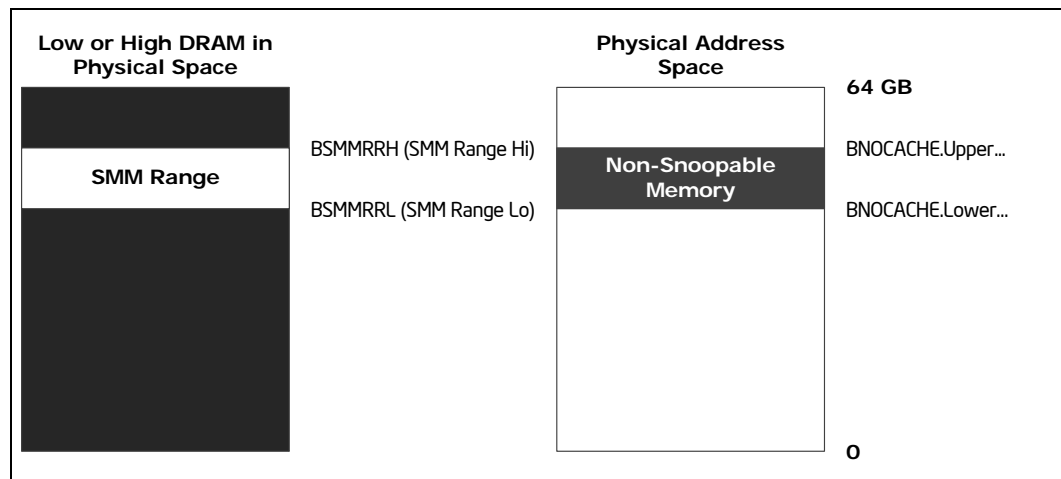 Low or High DRAM in
Physical Space
SMM Range
BSMMRRH (SMM Range Hi)
BSMMRRL (SMM Range Lo)
Physical Address
Space
Non-Snoopable
Memory
64 GB
BNOCACHE.Upper...
BNOCACHE.Lower...
0